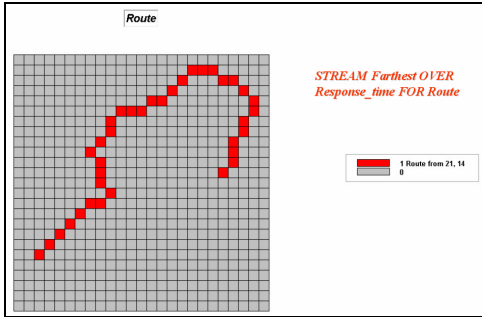 Route
STREAM Farthest OVER
Response_time FOR Route
1 Route from 21, 14
0